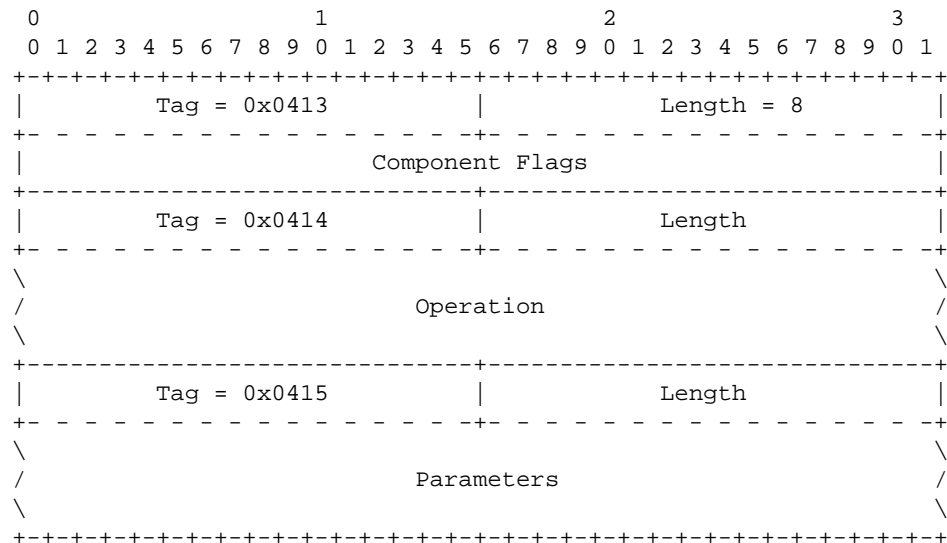 0                   1                   2                   3
0 1 2 3 4 5 6 7 8 9 0 1 2 3 4 5 6 7 8 9 0 1 2 3 4 5 6 7 8 9 0 1
+-+-+-+-+-+-+-+-+-+-+-+-+-+-+-+-+-+-+-+-+-+-+-+-+-+-+-+-+-+-+-+-+
|         Tag = 0x0413          |            Length = 8         |
+- - - - - - - - - - - - - - - -+- - - - - - - - - - - - - - - -+
|                        Component Flags                        |
+-------------------------------+-------------------------------+
|         Tag = 0x0414          |            Length             |
+- - - - - - - - - - - - - - - -+- - - - - - - - - - - - - - - -+
\                                                               \
/                           Operation                           /
\                                                               \
+-------------------------------+-------------------------------+
|         Tag = 0x0415          |            Length             |
+- - - - - - - - - - - - - - - -+- - - - - - - - - - - - - - - -+
\                                                               \
/                           Parameters                          /
\                                                               \
+-+-+-+-+-+-+-+-+-+-+-+-+-+-+-+-+-+-+-+-+-+-+-+-+-+-+-+-+-+-+-+-+